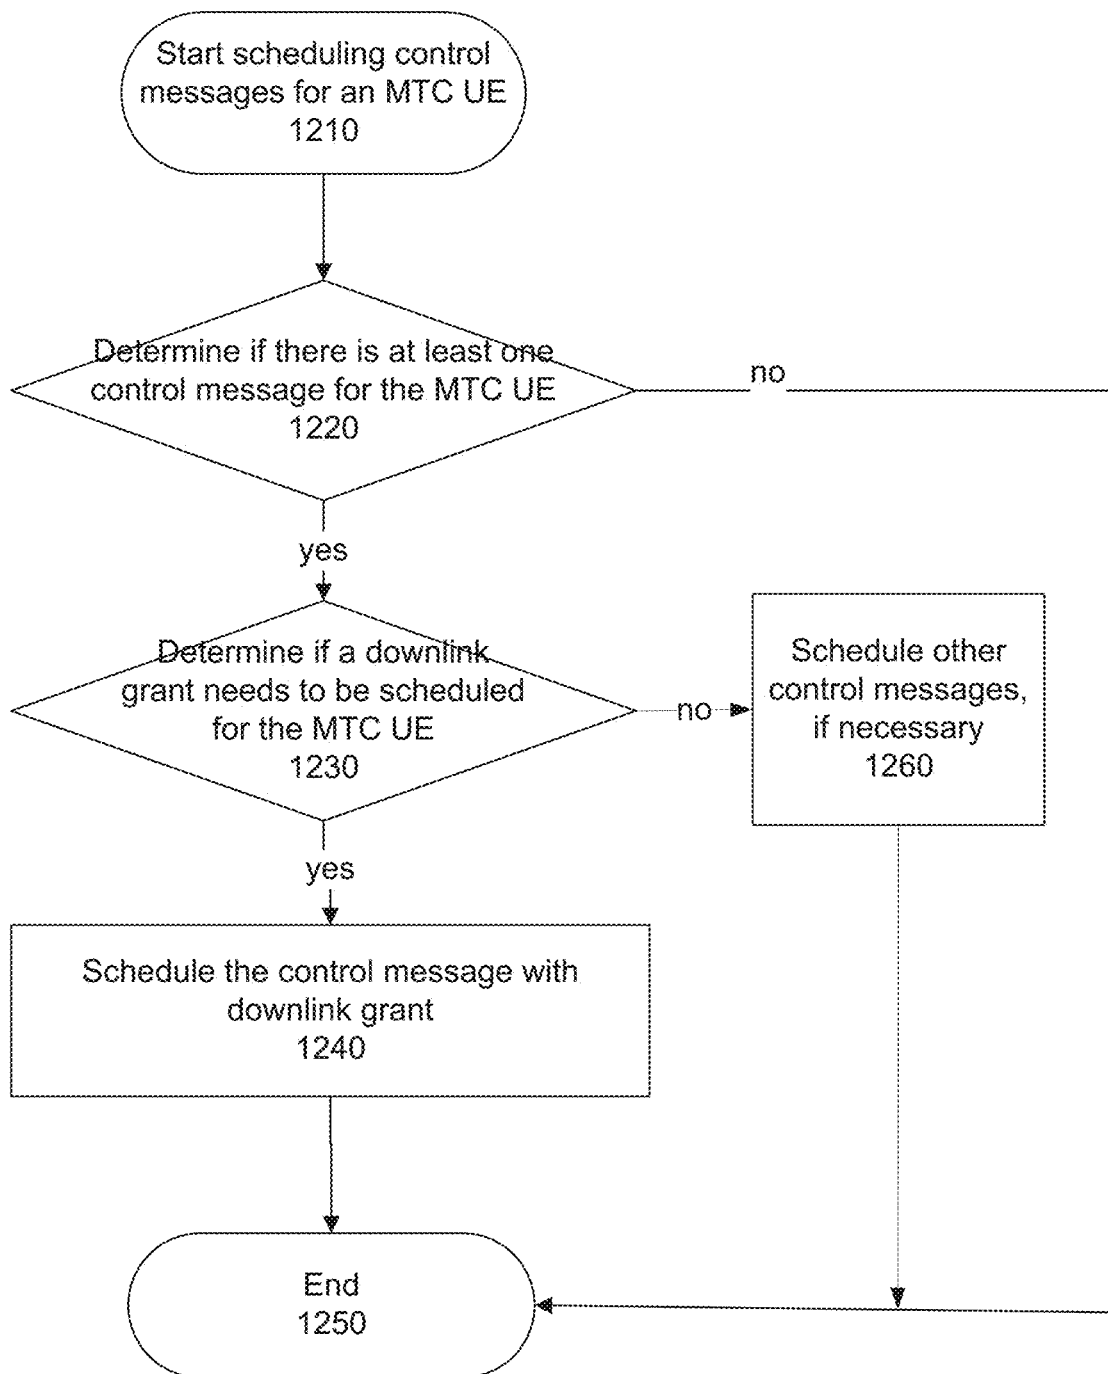 Start scheduling control
messages for an MTC UE
1210
Determine if there is at least one
control message for the MTC UE
1220
no
yes
Determine if a downlink
grant needs to be scheduled
for the MTC UE
1230
no
Schedule other
control messages,
if necessary
1260
yes
Schedule the control message with
downlink grant
1240
End
1250